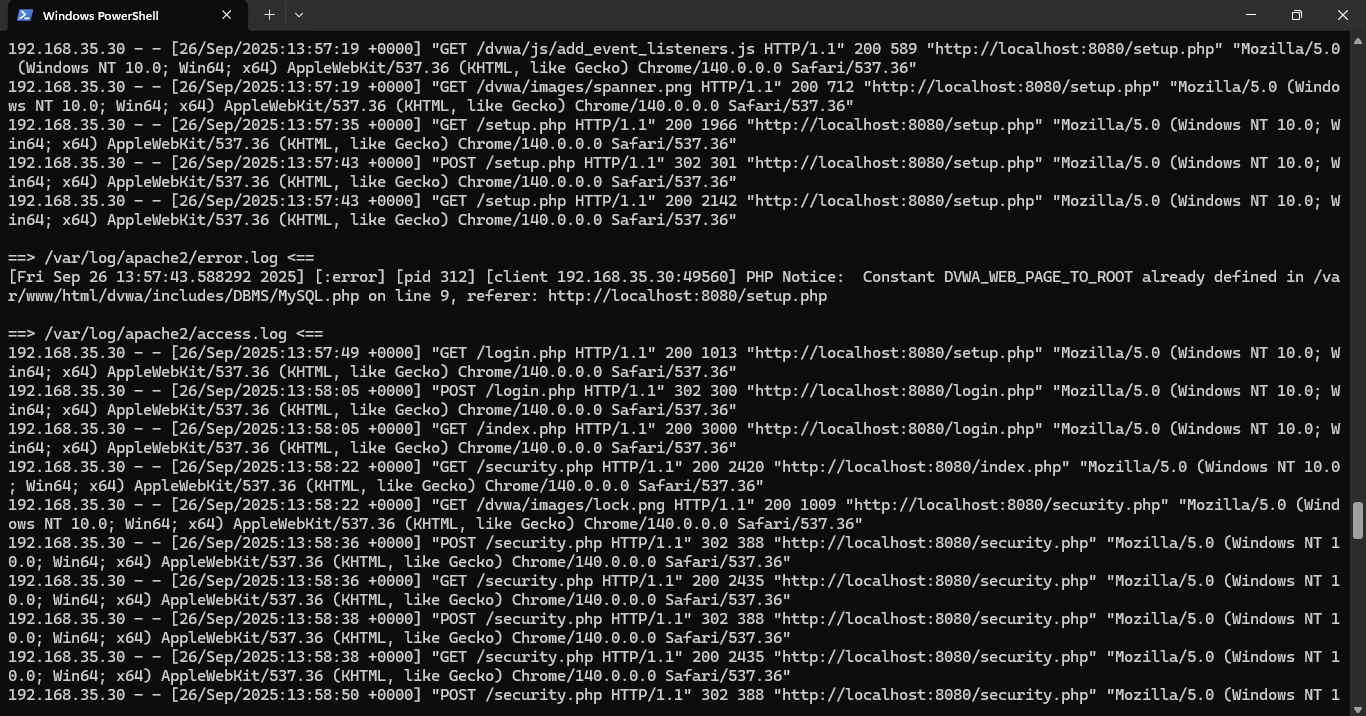 Windows PowerShell
192.168.35.30 - - [26/Sep/2025:13:57:19 +0000] "GET /dvwa/js/add_event_listeners.js HTTP/1.1" 200 589 "http://localhost:8080/setup.php" "Mozilla/5.0
(Windows NT 10.0; Win64; x64) AppleWebKit/537.36 (KHTML, like Gecko) Chrome/140.0.0.0 Safari/537.36"
192.168.35.30 - - [26/Sep/2025:13:57:19 +0000] "GET /dvwa/images/spanner.png HTTP/1.1" 200 712 "http://localhost:8080/setup.php" "Mozilla/5.0 (Windo
ws NT 10.0; Win64; x64) AppleWebKit/537.36 (KHTML, like Gecko) Chrome/140.0.0.0 Safari/537.36"
192.168.35.30 - - [26/Sep/2025:13:57:35 +0000] "GET /setup.php HTTP/1.1" 200 1966 "http://localhost:8080/setup.php" "Mozilla/5.0 (Windows NT 10.0; W
in64; x64) AppleWebKit/537.36 (KHTML, like Gecko) Chrome/140.0.0.0 Safari/537.36"
192.168.35.30 - - [26/Sep/2025:13:57:43 +0000] "POST /setup.php HTTP/1.1" 302 301 "http://localhost:8080/setup.php" "Mozilla/5.0 (Windows NT 10.0; W
in64; x64) AppleWebKit/537.36 (KHTML, like Gecko) Chrome/140.0.0.0 Safari/537.36"
192.168.35.30 - - [26/Sep/2025:13:57:43 +0000] "GET /setup.php HTTP/1.1" 200 2142 "http://localhost:8080/setup.php" "Mozilla/5.0 (Windows NT 10.0; W
in64; x64) AppleWebKit/537.36 (KHTML, like Gecko) Chrome/140.0.0.0 Safari/537.36"
==> /var/log/apache2/error.log <==
[Fri Sep 26 13:57:43.588292 2025] [:error] [pid 312] [client 192.168.35.30:49560] PHP Notice:  Constant DVWA_WEB_PAGE_TO_ROOT already defined in /va
r/www/html/dvwa/includes/DBMS/MySQL.php on line 9, referer: http://localhost:8080/setup.php
==> /var/log/apache2/access.log <==
192.168.35.30 - - [26/Sep/2025:13:57:49 +0000] "GET /login.php HTTP/1.1" 200 1013 "http://localhost:8080/setup.php" "Mozilla/5.0 (Windows NT 10.0; W
in64; x64) AppleWebKit/537.36 (KHTML, like Gecko) Chrome/140.0.0.0 Safari/537.36"
192.168.35.30 - - [26/Sep/2025:13:58:05 +0000] "POST /login.php HTTP/1.1" 302 300 "http://localhost:8080/login.php" "Mozilla/5.0 (Windows NT 10.0; W
in64; x64) AppleWebKit/537.36 (KHTML, like Gecko) Chrome/140.0.0.0 Safari/537.36"
192.168.35.30 - - [26/Sep/2025:13:58:05 +0000] "GET /index.php HTTP/1.1" 200 3000 "http://localhost:8080/login.php" "Mozilla/5.0 (Windows NT 10.0; W
in64; x64) AppleWebKit/537.36 (KHTML, like Gecko) Chrome/140.0.0.0 Safari/537.36"
192.168.35.30 - - [26/Sep/2025:13:58:22 +0000] "GET /security.php HTTP/1.1" 200 2420 "http://localhost:8080/index.php" "Mozilla/5.0 (Windows NT 10.0
; Win64; x64) AppleWebKit/537.36 (KHTML, like Gecko) Chrome/140.0.0.0 Safari/537.36"
192.168.35.30 - - [26/Sep/2025:13:58:22 +0000] "GET /dvwa/images/lock.png HTTP/1.1" 200 1009 "http://localhost:8080/security.php" "Mozilla/5.0 (Wind
ows NT 10.0; Win64; x64) AppleWebKit/537.36 (KHTML, like Gecko) Chrome/140.0.0.0 Safari/537.36"
192.168.35.30 - - [26/Sep/2025:13:58:36 +0000] "POST /security.php HTTP/1.1" 302 388 "http://localhost:8080/security.php" "Mozilla/5.0 (Windows NT 1
0.0; Win64; x64) AppleWebKit/537.36 (KHTML, like Gecko) Chrome/140.0.0.0 Safari/537.36"
192.168.35.30 - - [26/Sep/2025:13:58:36 +0000] "GET /security.php HTTP/1.1" 200 2435 "http://localhost:8080/security.php" "Mozilla/5.0 (Windows NT 1
0.0; Win64; x64) AppleWebKit/537.36 (KHTML, like Gecko) Chrome/140.0.0.0 Safari/537.36"
192.168.35.30 - - [26/Sep/2025:13:58:38 +0000] "POST /security.php HTTP/1.1" 302 388 "http://localhost:8080/security.php" "Mozilla/5.0 (Windows NT 1
0.0; Win64; x64) AppleWebKit/537.36 (KHTML, like Gecko) Chrome/140.0.0.0 Safari/537.36"
192.168.35.30 - - [26/Sep/2025:13:58:38 +0000] "GET /security.php HTTP/1.1" 200 2435 "http://localhost:8080/security.php" "Mozilla/5.0 (Windows NT 1
0.0; Win64; x64) AppleWebKit/537.36 (KHTML, like Gecko) Chrome/140.0.0.0 Safari/537.36"
192.168.35.30 - - [26/Sep/2025:13:58:50 +0000] "POST /security.php HTTP/1.1" 302 388 "http://localhost:8080/security.php" "Mozilla/5.0 (Windows NT 1